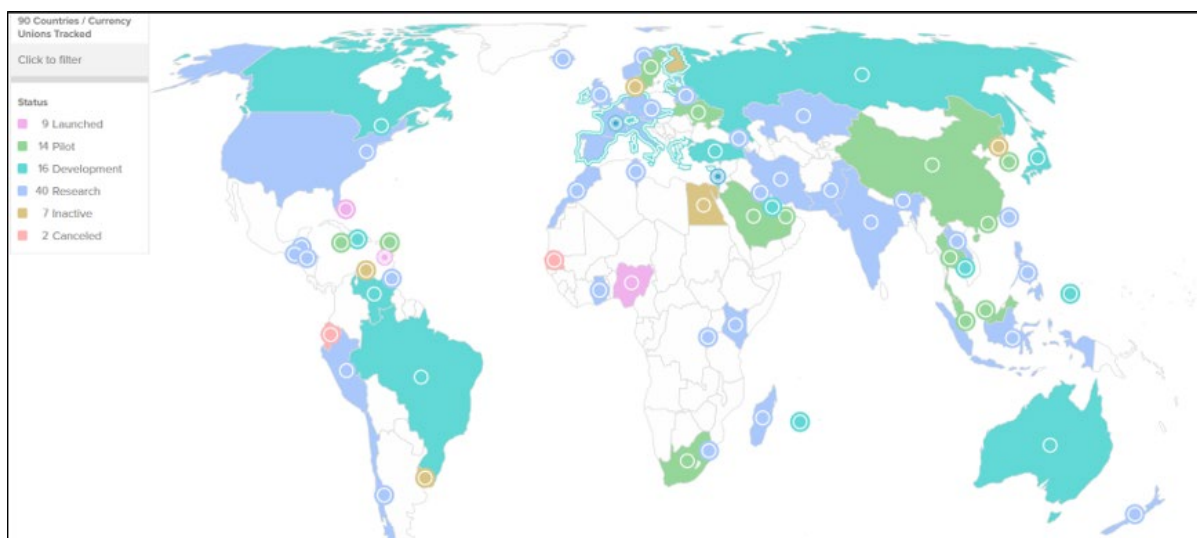 90 Countries / Currency
Unions Tracked
Click to filter
Status
9 Launched
14 Pilot
16 Development
40 Research
7 Inactive
2 Canceled